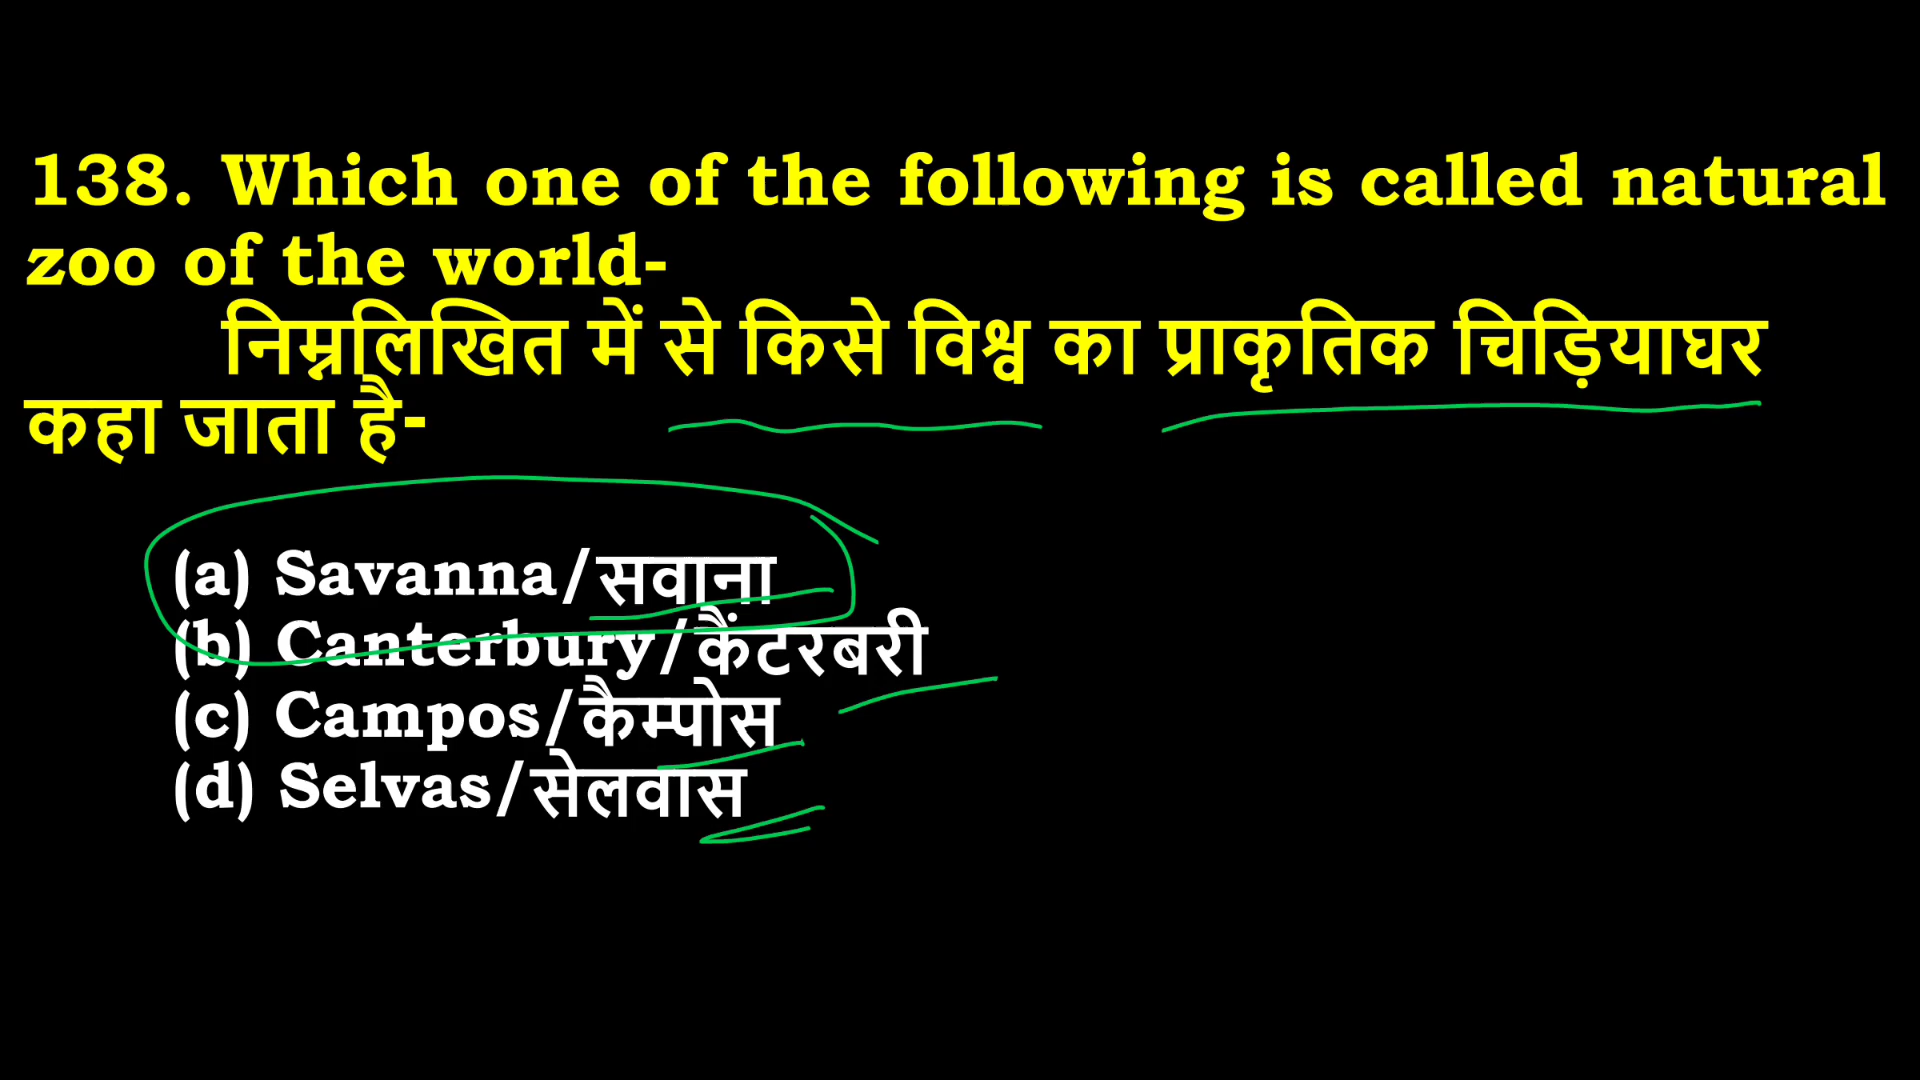 138. Which one of the following is called natural
zoo of the world-
निम्नलिखित में से किसे विश्व का प्राकृतिक चिड़ियाघर
कहा जाता है-
(a) Savanna/सवाना
(b) Canterbury/कैंटरबरी
(c) Campos/कैम्पोस
(d) Selvas/सेलवास